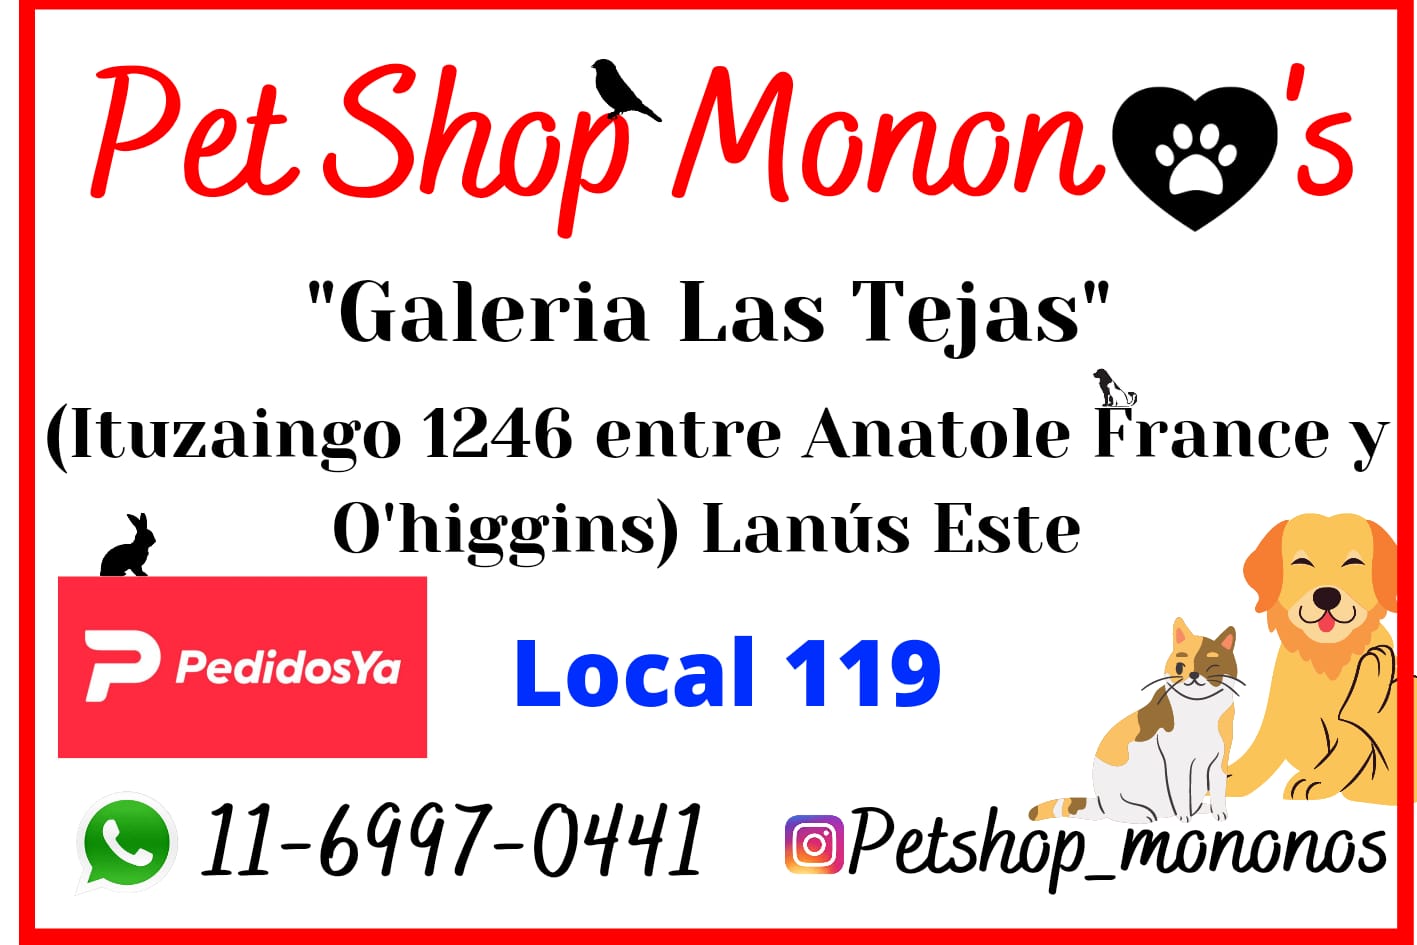 Pet Shop Monon's
"Galeria Las Tejas"
(Ituzaingo 1246 entre Anatole France y
O'higgins) Lanús Este
PedidosYa
Local 119
11-6997-0441
Petshop_mononos